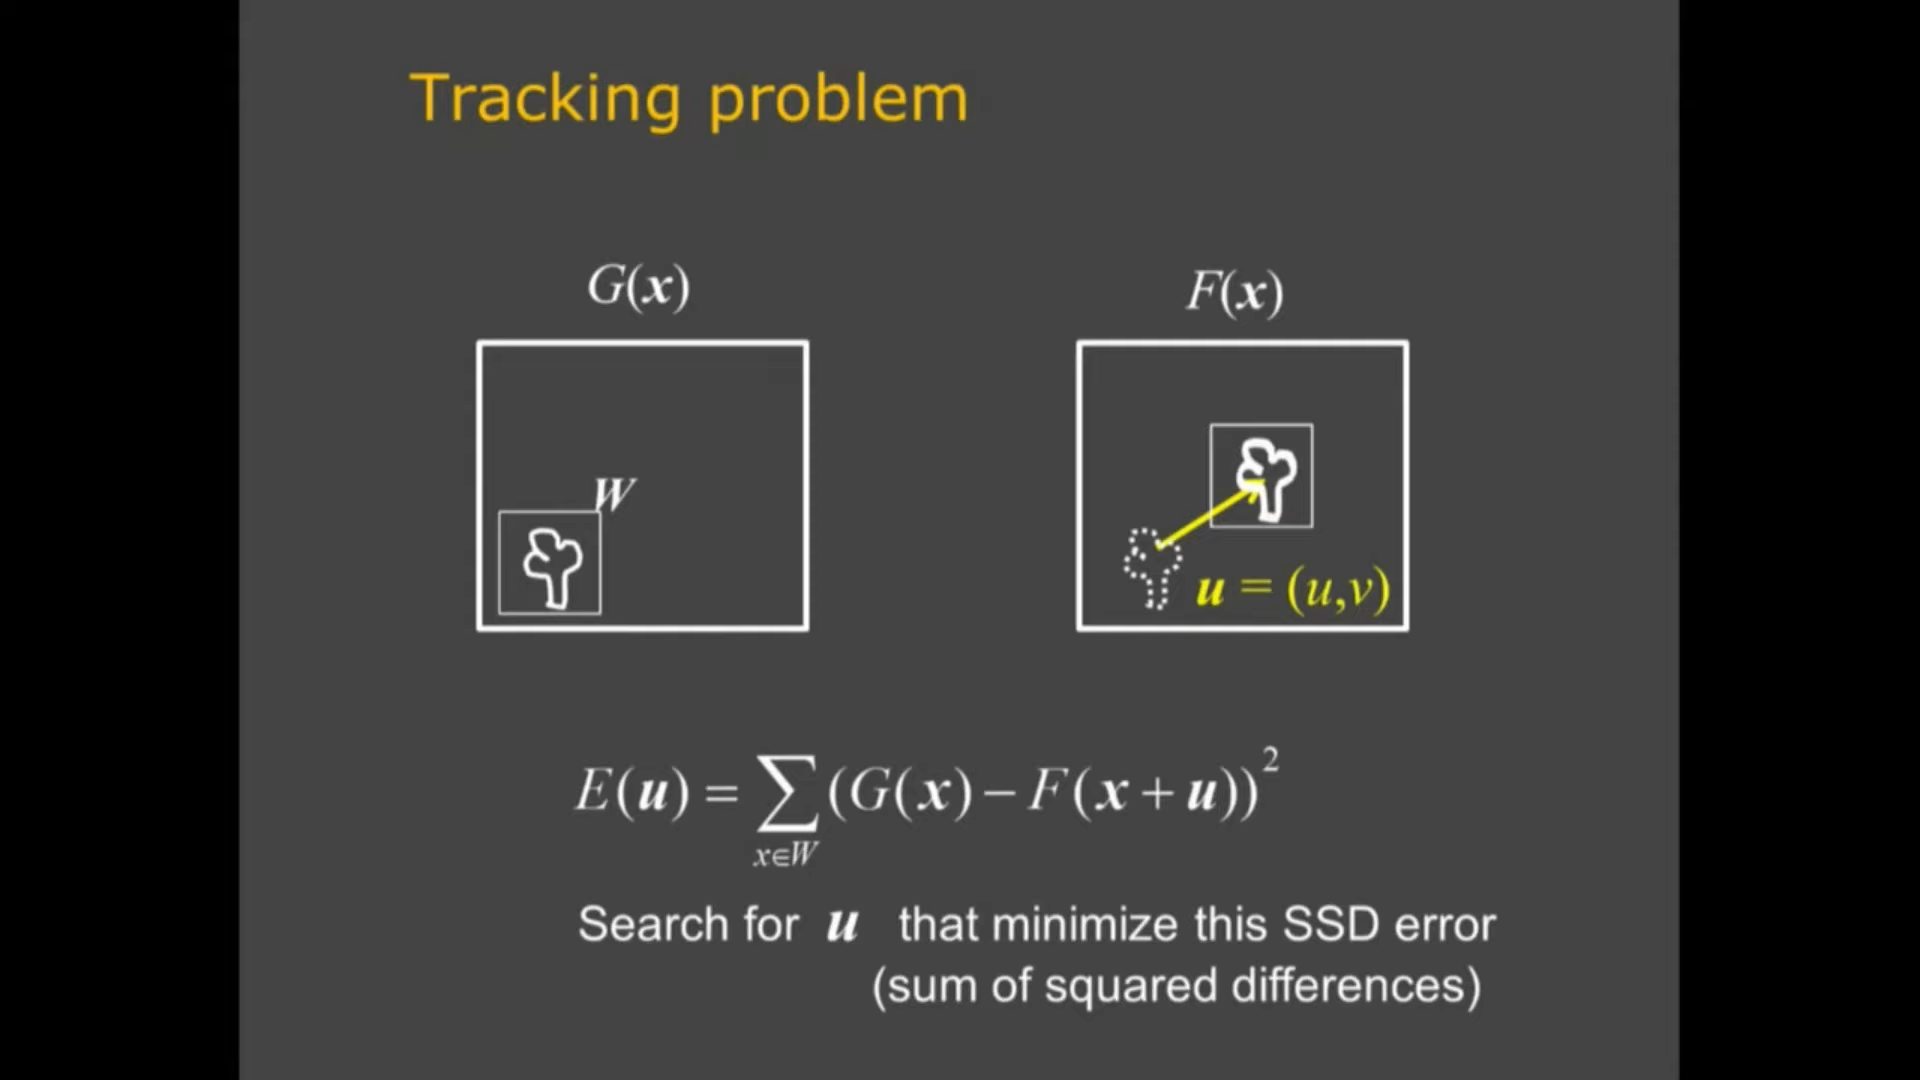 Tracking problem
G(x)
F(x)
W
u = (u,v)
E(u) = ∑ (G(x) − F(x + u))²
x∈W
Search for u that minimize this SSD error
(sum of squared differences)